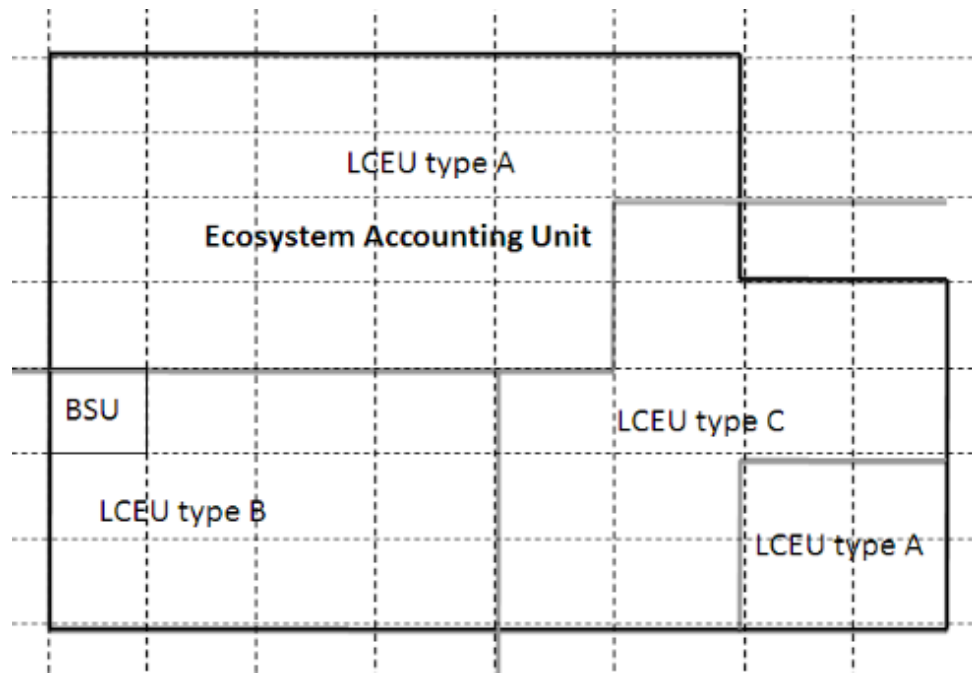 LCEU type A
Ecosystem Accounting Unit
BSU
LCEU type C
LCEU type B
LCEU type A